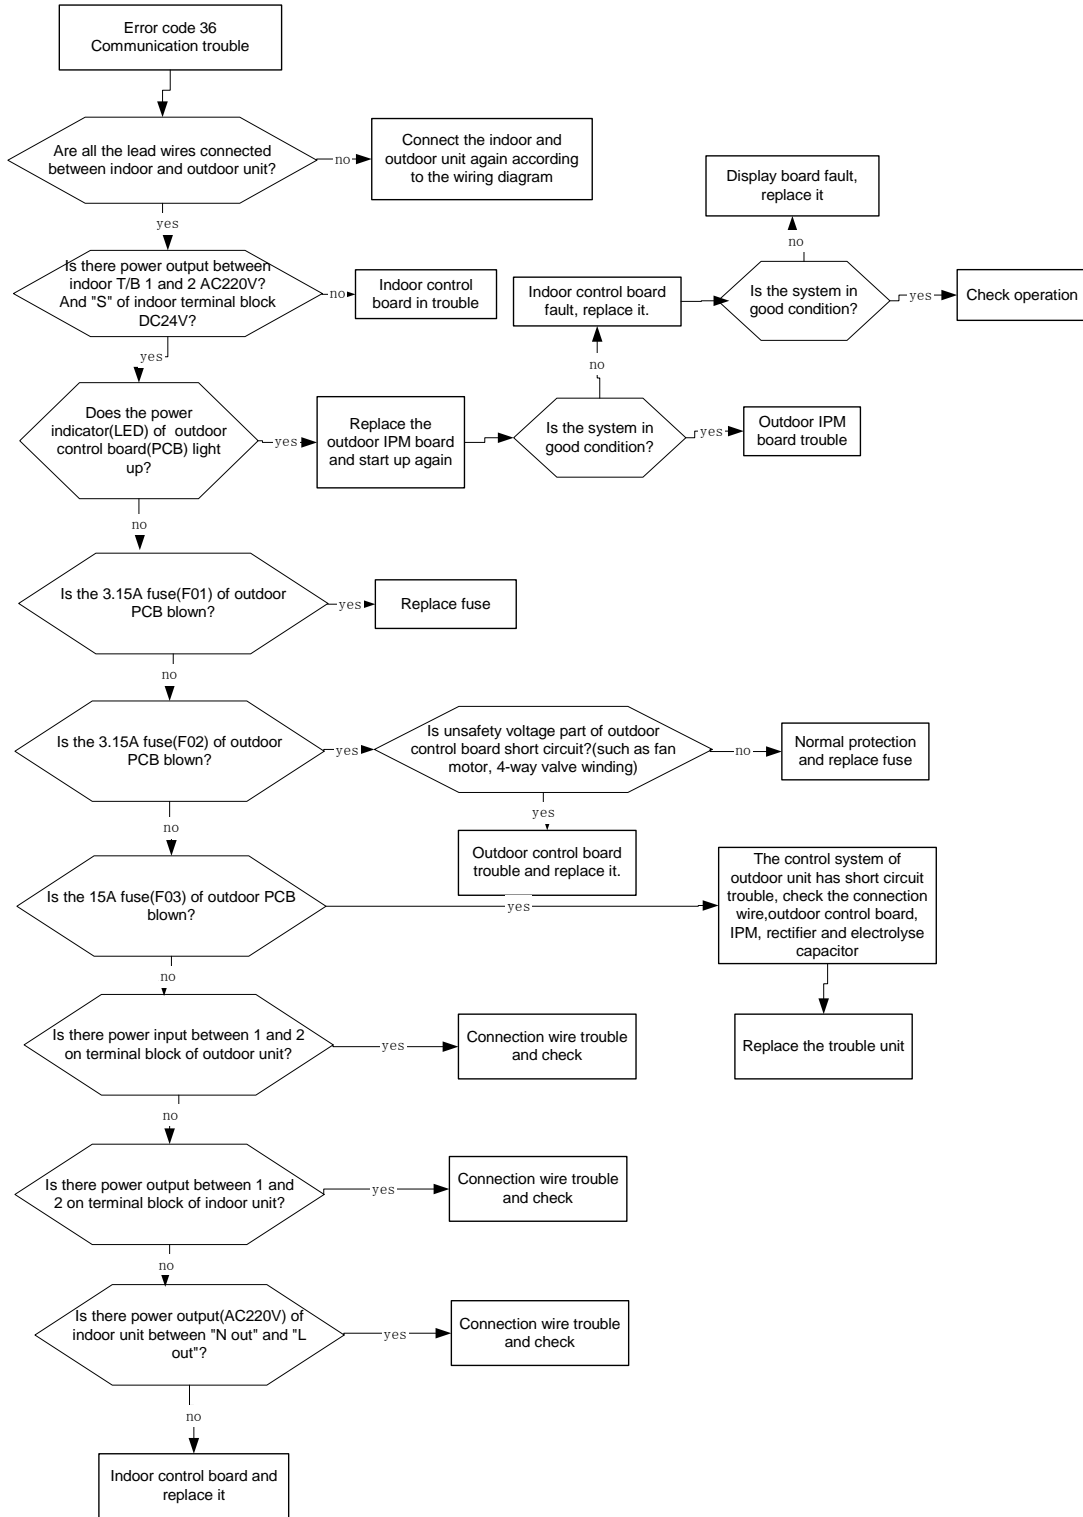 Error code 36
Communication trouble
Are all the lead wires connected
between indoor and outdoor unit?
no
Connect the indoor and
outdoor unit again according
to the wiring diagram
yes
Is there power output between
indoor T/B 1 and 2 AC220V?
And "S" of indoor terminal block
DC24V?
no
Indoor control
board in trouble
yes
Does the power
indicator(LED) of outdoor
control board(PCB) light
up?
yes
Replace the
outdoor IPM board
and start up again
Is the system in
good condition?
yes
Outdoor IPM
board trouble
no
Indoor control board
fault, replace it.
Is the system in
good condition?
yes
Check operation
no
Display board fault,
replace it
no
Is the 3.15A fuse(F01) of outdoor
PCB blown?
yes
Replace fuse
no
Is the 3.15A fuse(F02) of outdoor
PCB blown?
yes
Is unsafety voltage part of outdoor
control board short circuit?(such as fan
motor, 4-way valve winding)
no
Normal protection
and replace fuse
yes
Outdoor control board
trouble and replace it.
no
Is the 15A fuse(F03) of outdoor PCB
blown?
yes
The control system of
outdoor unit has short circuit
trouble, check the connection
wire,outdoor control board,
IPM, rectifier and electrolyse
capacitor
Replace the trouble unit
no
Is there power input between 1 and 2
on terminal block of outdoor unit?
yes
Connection wire trouble
and check
no
Is there power output between 1 and
2 on terminal block of indoor unit?
yes
Connection wire trouble
and check
no
Is there power output(AC220V) of
indoor unit between "N out" and "L
out"?
yes
Connection wire trouble
and check
no
Indoor control board and
replace it